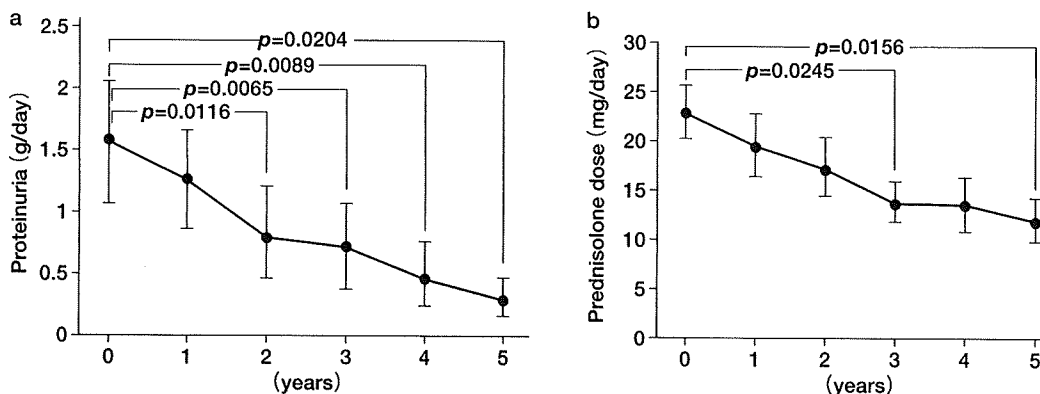 a
Proteinuria (g/day)
2.5
2
1.5
1
0.5
0
p=0.0204
p=0.0089
p=0.0065
p=0.0116
0 1 2 3 4 5
(years)
b
Prednisolone dose (mg/day)
30
25
20
15
10
5
0
p=0.0156
p=0.0245
0 1 2 3 4 5
(years)